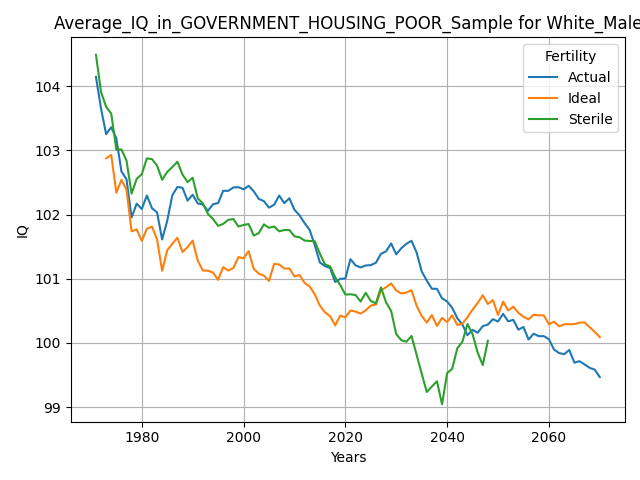 Average_IQ_in_GOVERNMENT_HOUSING_POOR_Sample for White_Male
Fertility
Actual
Ideal
Sterile
104
103
102
101
100
99
IQ
1980
2000
2020
2040
2060
Years